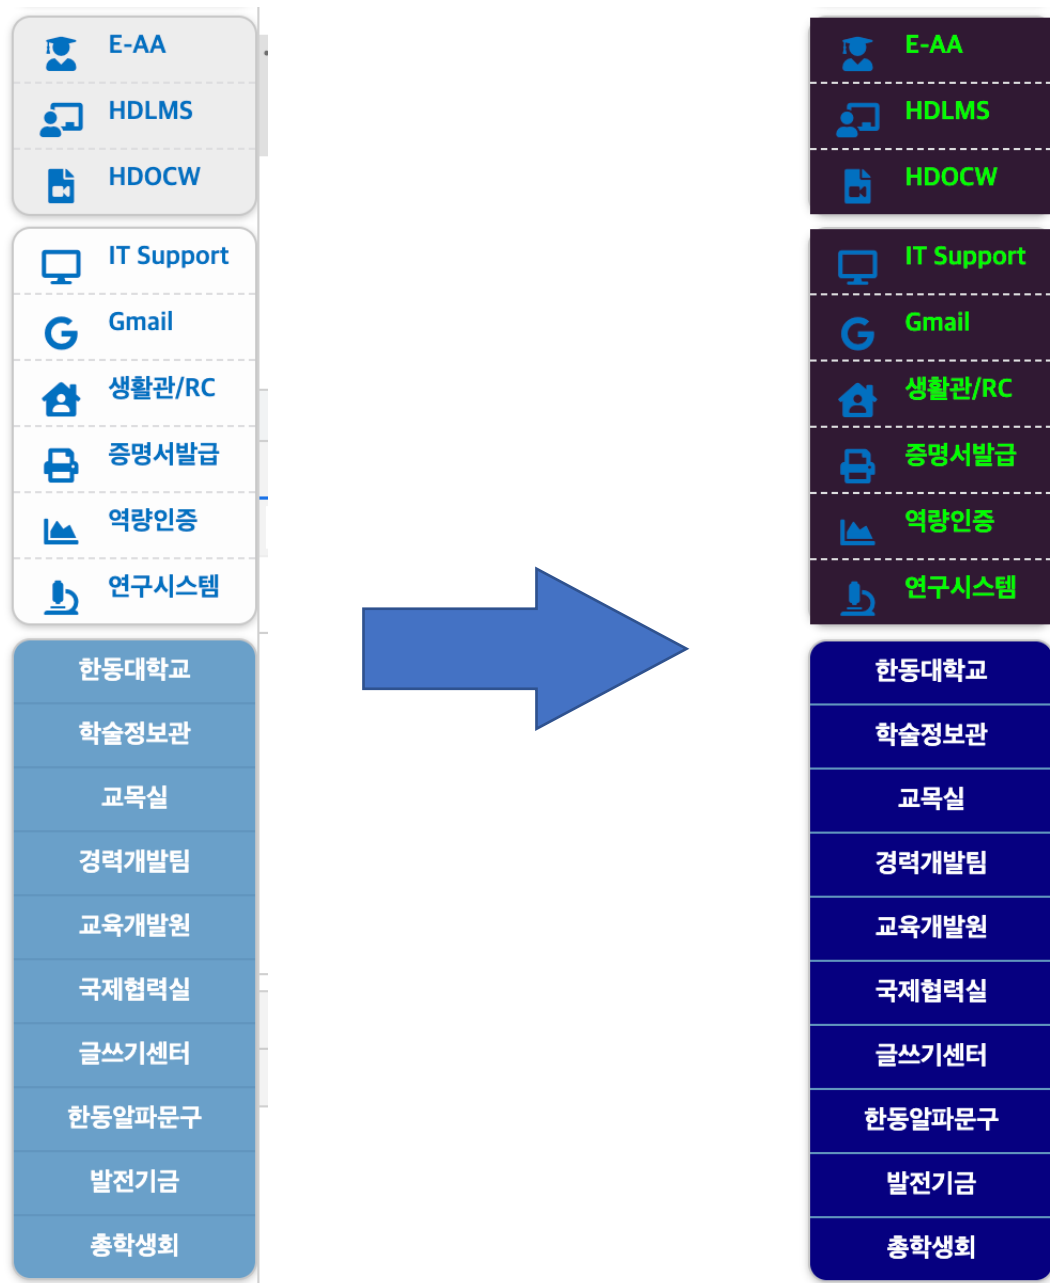 E-AA
HDLMS
HDOCW
IT Support
Gmail
생활관/RC
증명서발급
역량인증
연구시스템
한동대학교
학술정보관
교목실
경력개발팀
교육개발원
국제협력실
글쓰기센터
한동알파문구
발전기금
총학생회
E-AA
HDLMS
HDOCW
IT Support
Gmail
생활관/RC
증명서발급
역량인증
연구시스템
한동대학교
학술정보관
교목실
경력개발팀
교육개발원
국제협력실
글쓰기센터
한동알파문구
발전기금
총학생회